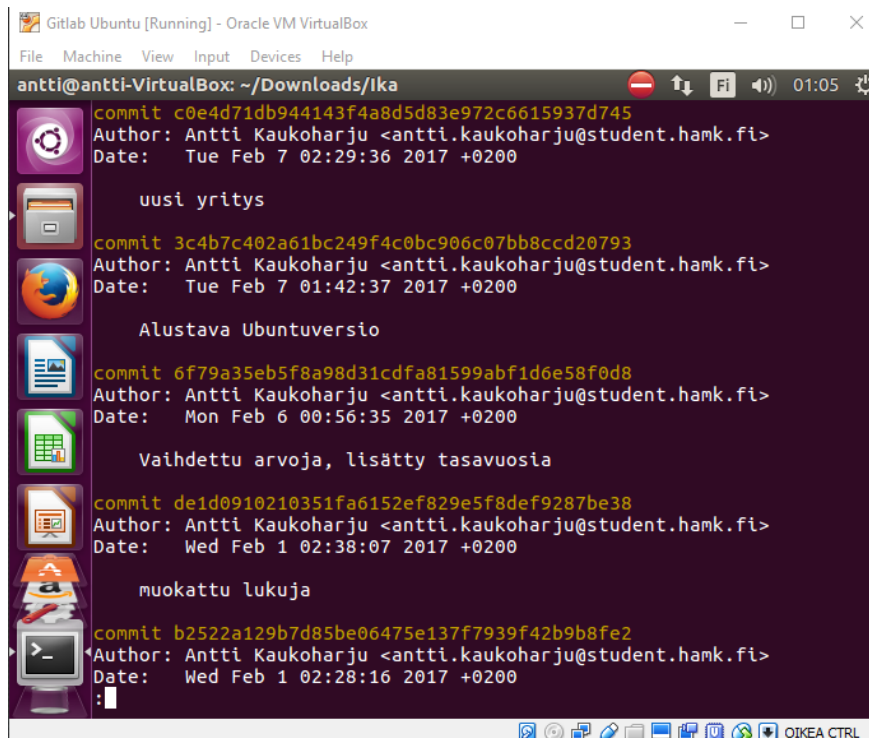 Gitlab Ubuntu [Running] - Oracle VM VirtualBox
File Machine View Input Devices Help
antti@antti-VirtualBox: ~/Downloads/Ika Fi 01:05
commit c0e4d71db944143f4a8d5d83e972c6615937d745
Author: Antti Kaukoharju <antti.kaukoharju@student.hamk.fi>
Date: Tue Feb 7 02:29:36 2017 +0200
uusi yritys
commit 3c4b7c402a61bc249f4c0bc906c07bb8ccd20793
Author: Antti Kaukoharju <antti.kaukoharju@student.hamk.fi>
Date: Tue Feb 7 01:42:37 2017 +0200
Alustava Ubuntuversio
commit 6f79a35eb5f8a98d31cdfa81599abf1d6e58f0d8
Author: Antti Kaukoharju <antti.kaukoharju@student.hamk.fi>
Date: Mon Feb 6 00:56:35 2017 +0200
Vaihdettu arvoja, lisätty tasavuosia
commit de1d0910210351fa6152ef829e5f8def9287be38
Author: Antti Kaukoharju <antti.kaukoharju@student.hamk.fi>
Date: Wed Feb 1 02:38:07 2017 +0200
muokattu lukuja
commit b2522a129b7d85be06475e137f7939f42b9b8fe2
Author: Antti Kaukoharju <antti.kaukoharju@student.hamk.fi>
Date: Wed Feb 1 02:28:16 2017 +0200
:
OIKEA CTRL